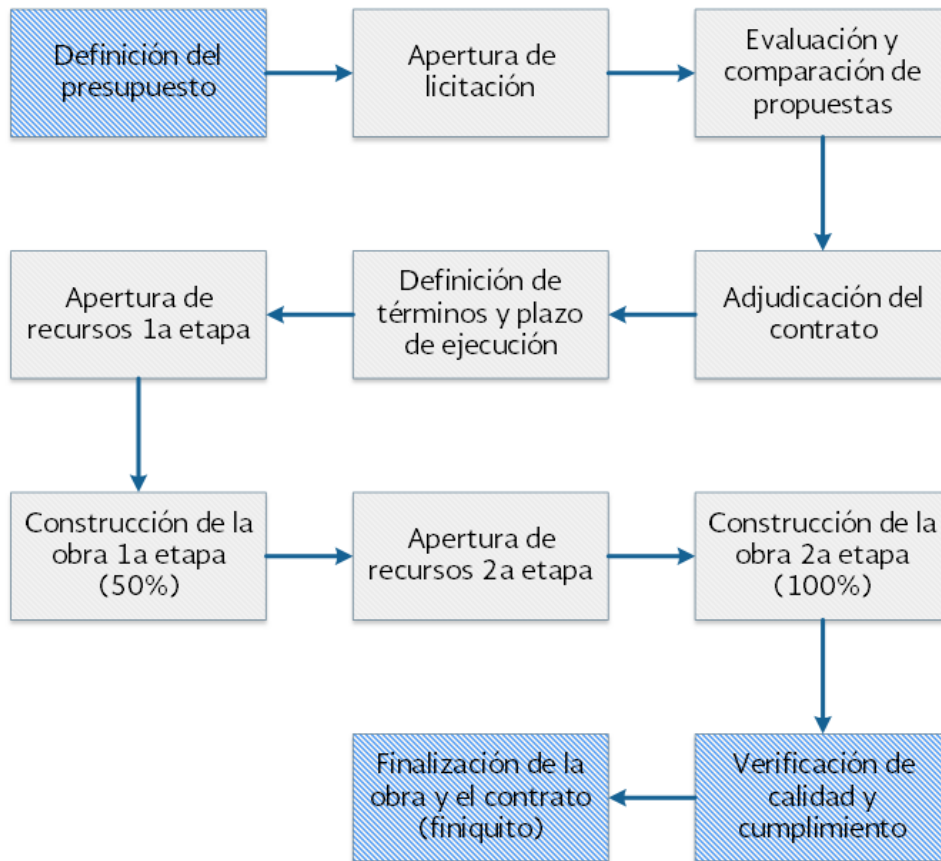 Definición del
presupuesto
Apertura de
licitación
Evaluación y
comparación de
propuestas
Adjudicación del
contrato
Definición de
términos y plazo
de ejecución
Apertura de
recursos 1a etapa
Construcción de la
obra 1a etapa
(50%)
Apertura de
recursos 2a etapa
Construcción de la
obra 2a etapa
(100%)
Verificación de
calidad y
cumplimiento
Finalización de la
obra y el contrato
(finiquito)